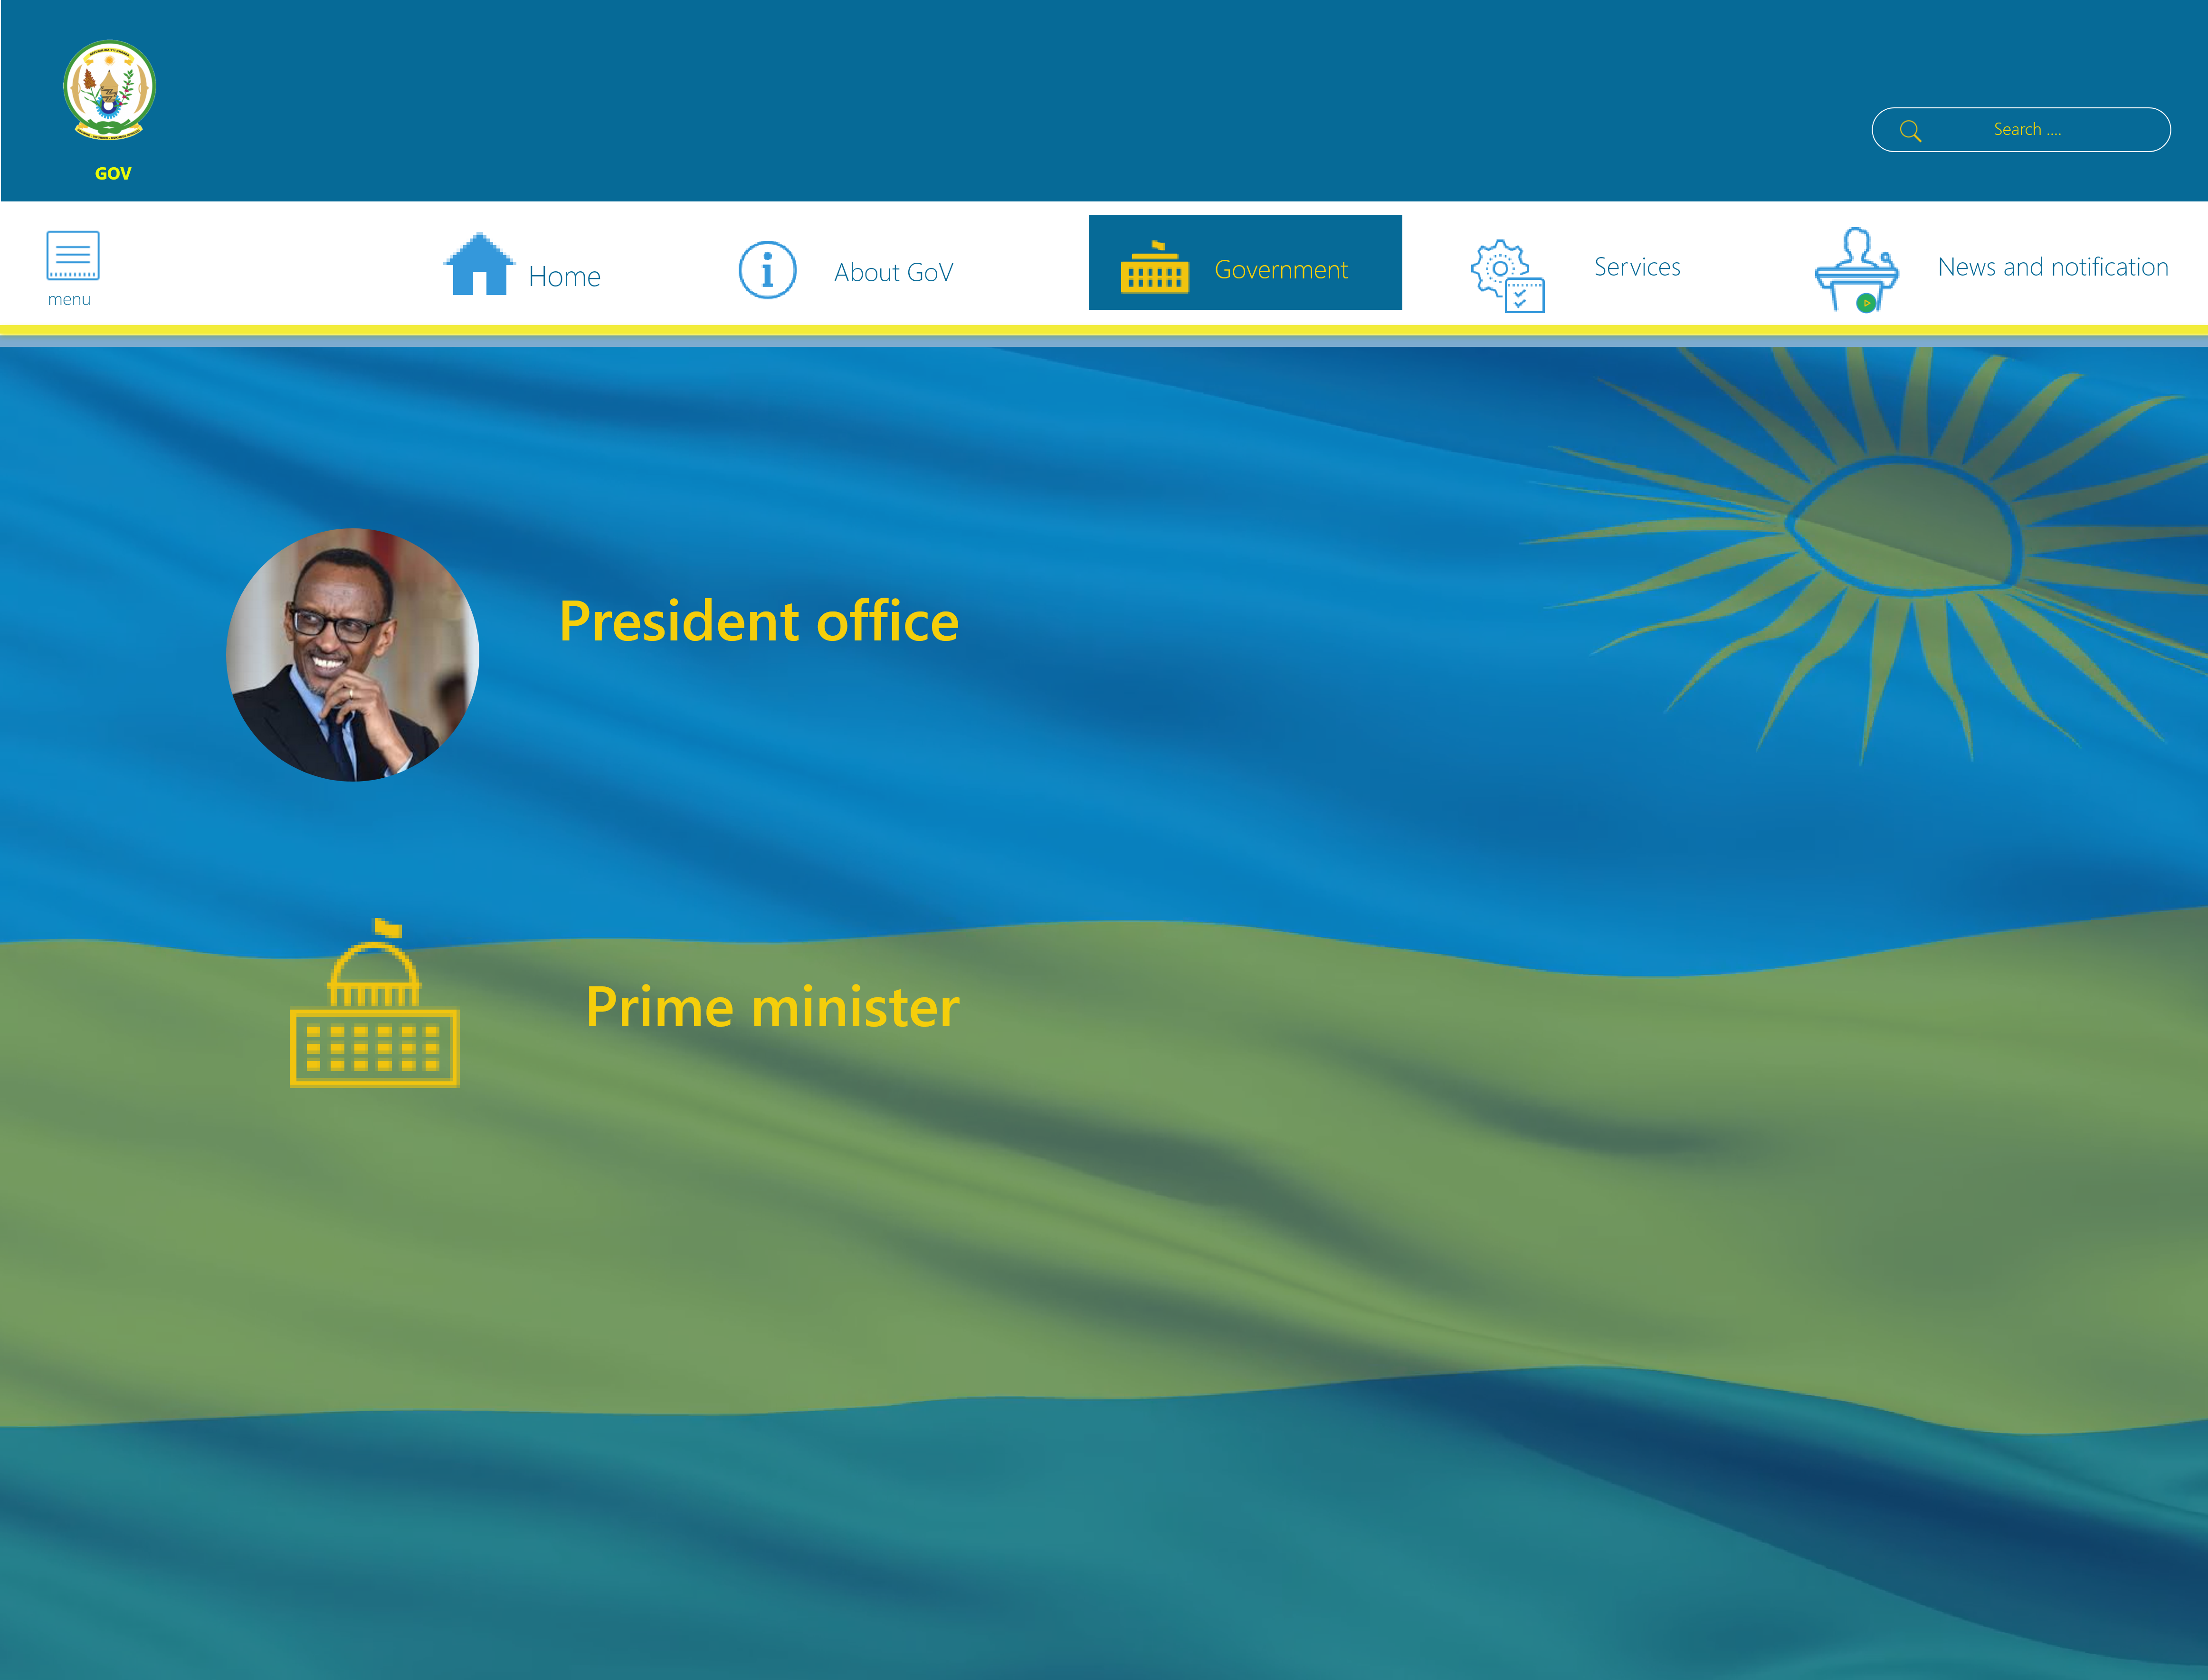 GOV
Search ....
menu
Home
About GoV
Government
Services
News and notification
President office
Prime minister